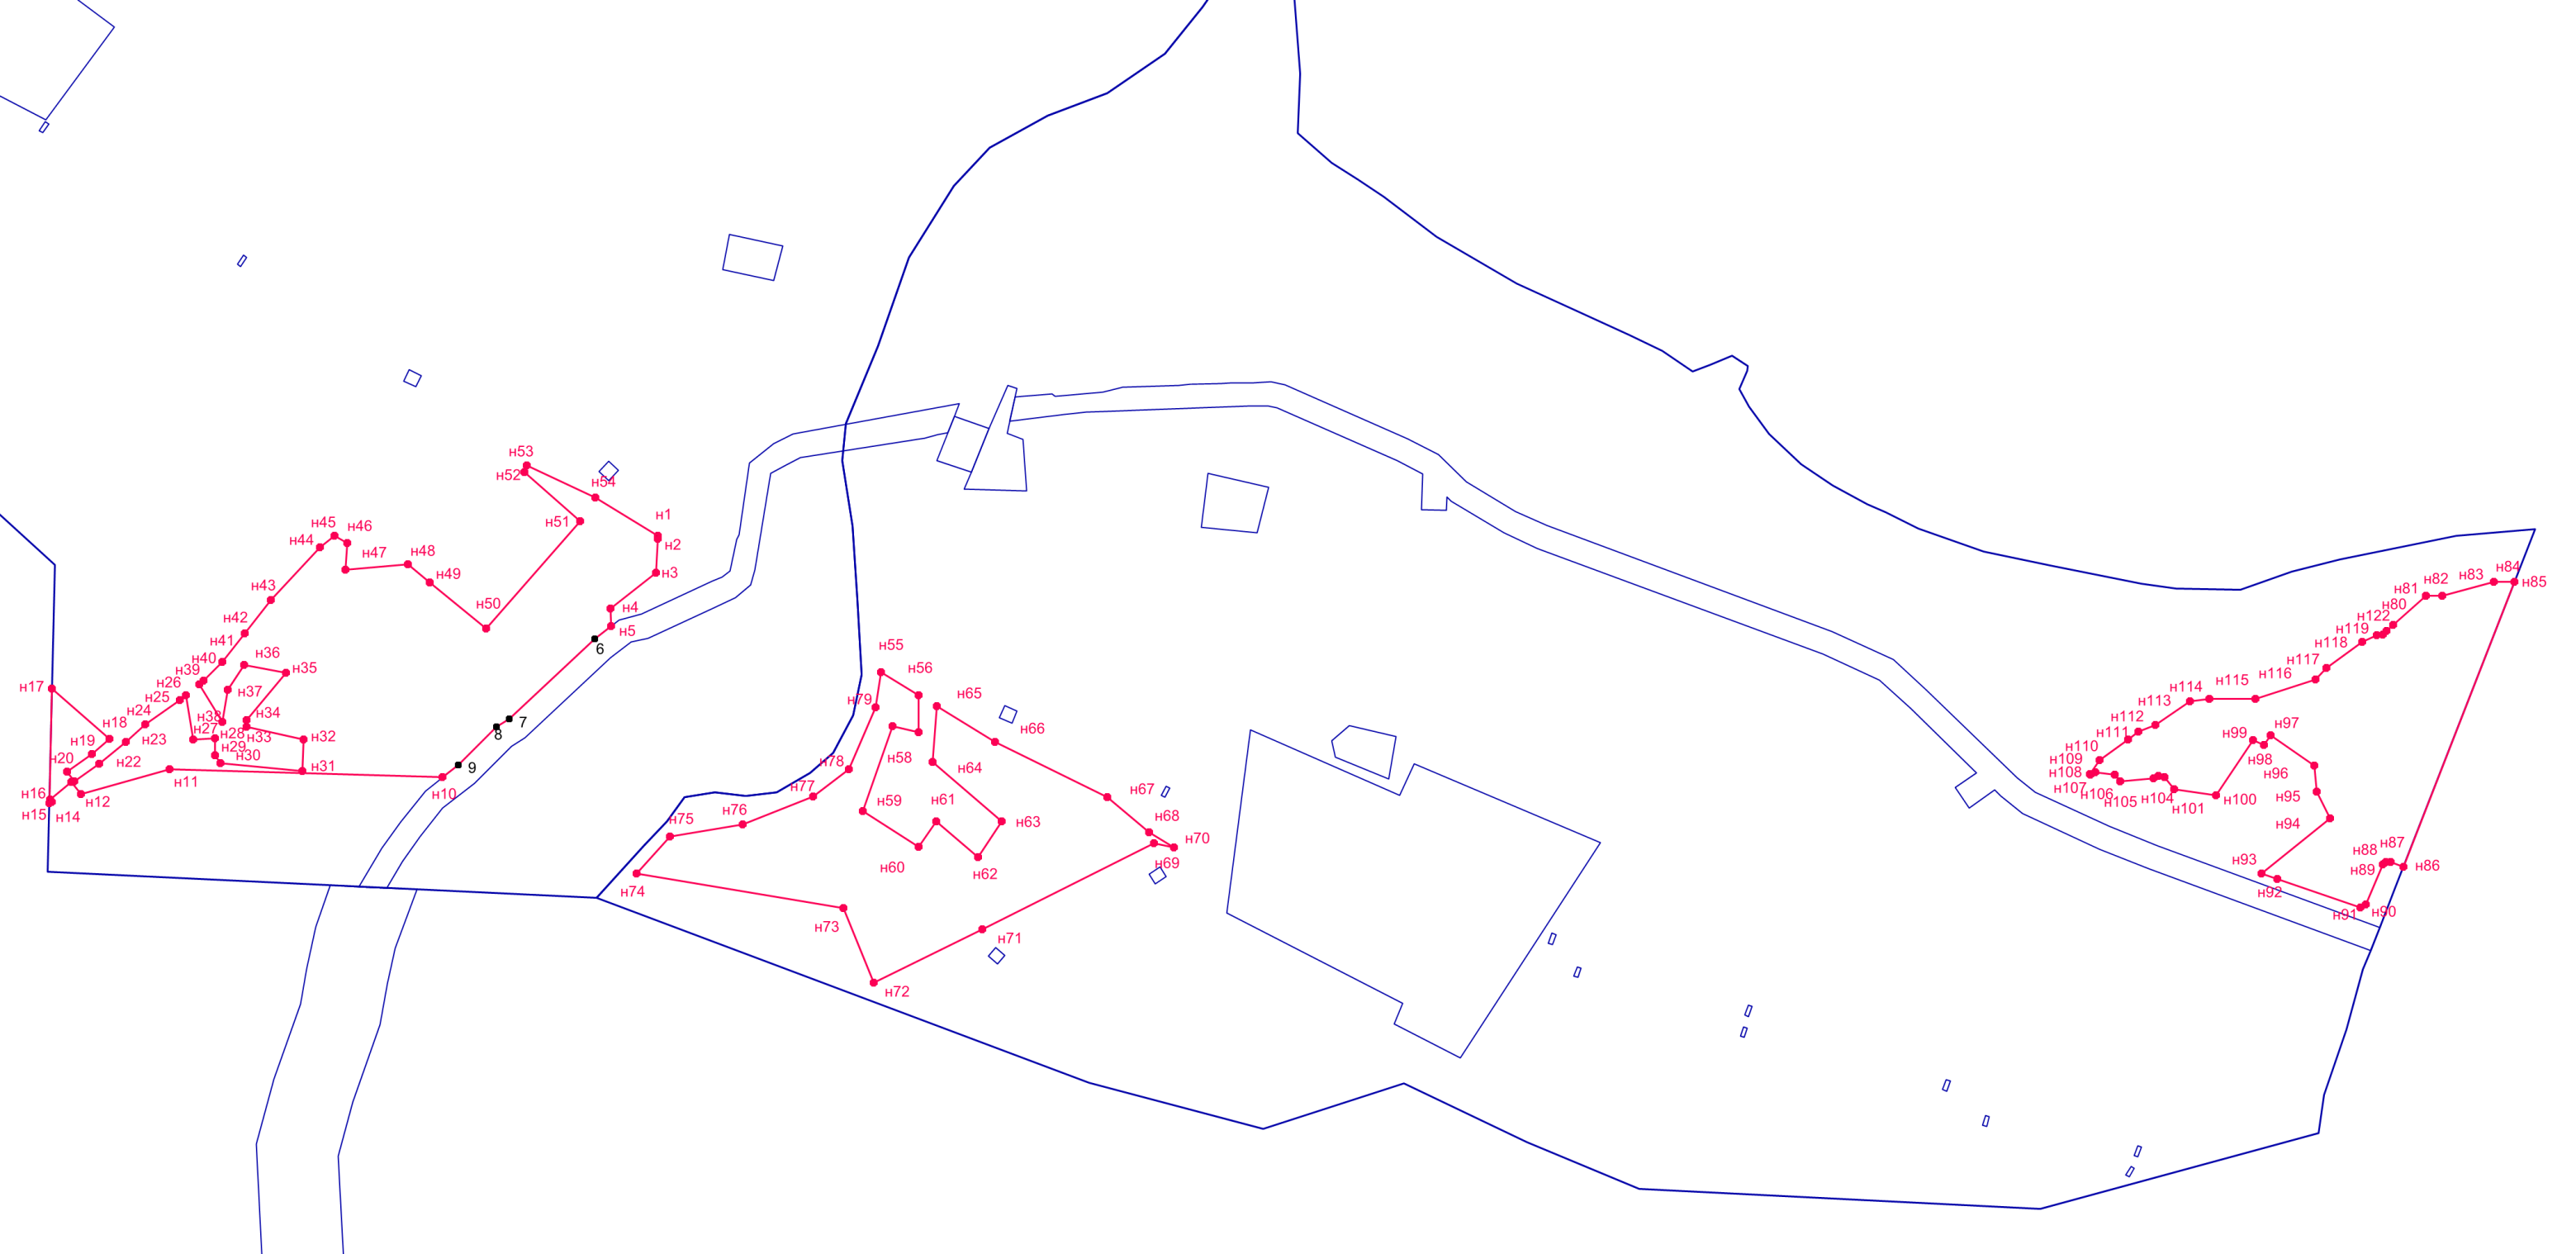 н53
н52
н54
н1
н51
н2
н45
н46
н44
н47
н48
н3
н49
н43
н50
н4
н42
н5
6
н41
н40
н36
н39
н35
н26
н37
н25
н17
н38
н34
7
н24
н18
н27
н28
н33
н32
8
н19
н23
н29
н20
н22
н30
н31
9
н11
н10
н16
н12
н15
н14
н55
н56
н79
н65
н66
н58
н78
н64
н77
н67
н59
н76
н61
н75
н63
н68
н70
н60
н69
н62
н74
н73
н71
н72
н84
н85
н83
н82
н81
н80
н122
н119
н118
н117
н116
н115
н114
н113
н112
н111
н110
н109
н108
н107
н106
н105
н104
н101
н100
н99
н97
н98
н96
н95
н94
н93
н92
н91
н90
н89
н88
н87
н86